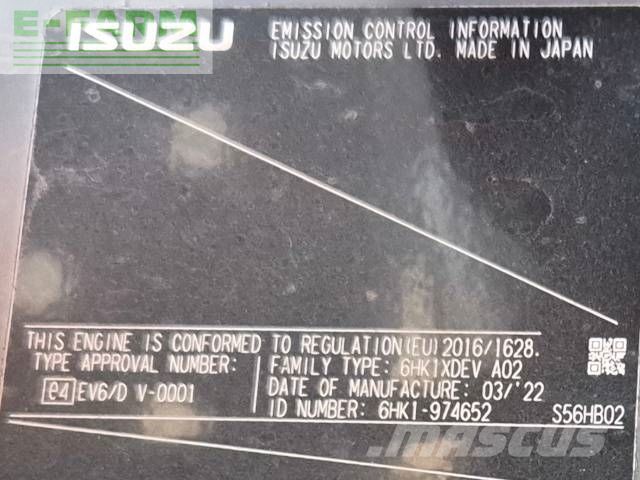 E-FARM
ISUZU
EMISSION CONTROL INFORMATION
ISUZU MOTORS LTD. MADE IN JAPAN
THIS ENGINE IS CONFORMED TO REGULATION(EU)2016/1628.
TYPE APPROVAL NUMBER:
e4 EV6/D V-0001
FAMILY TYPE: 6HK1XDEV A02
DATE OF MANUFACTURE: 03/'22
ID NUMBER: 6HK1-974652
S56HB02
MASCUS